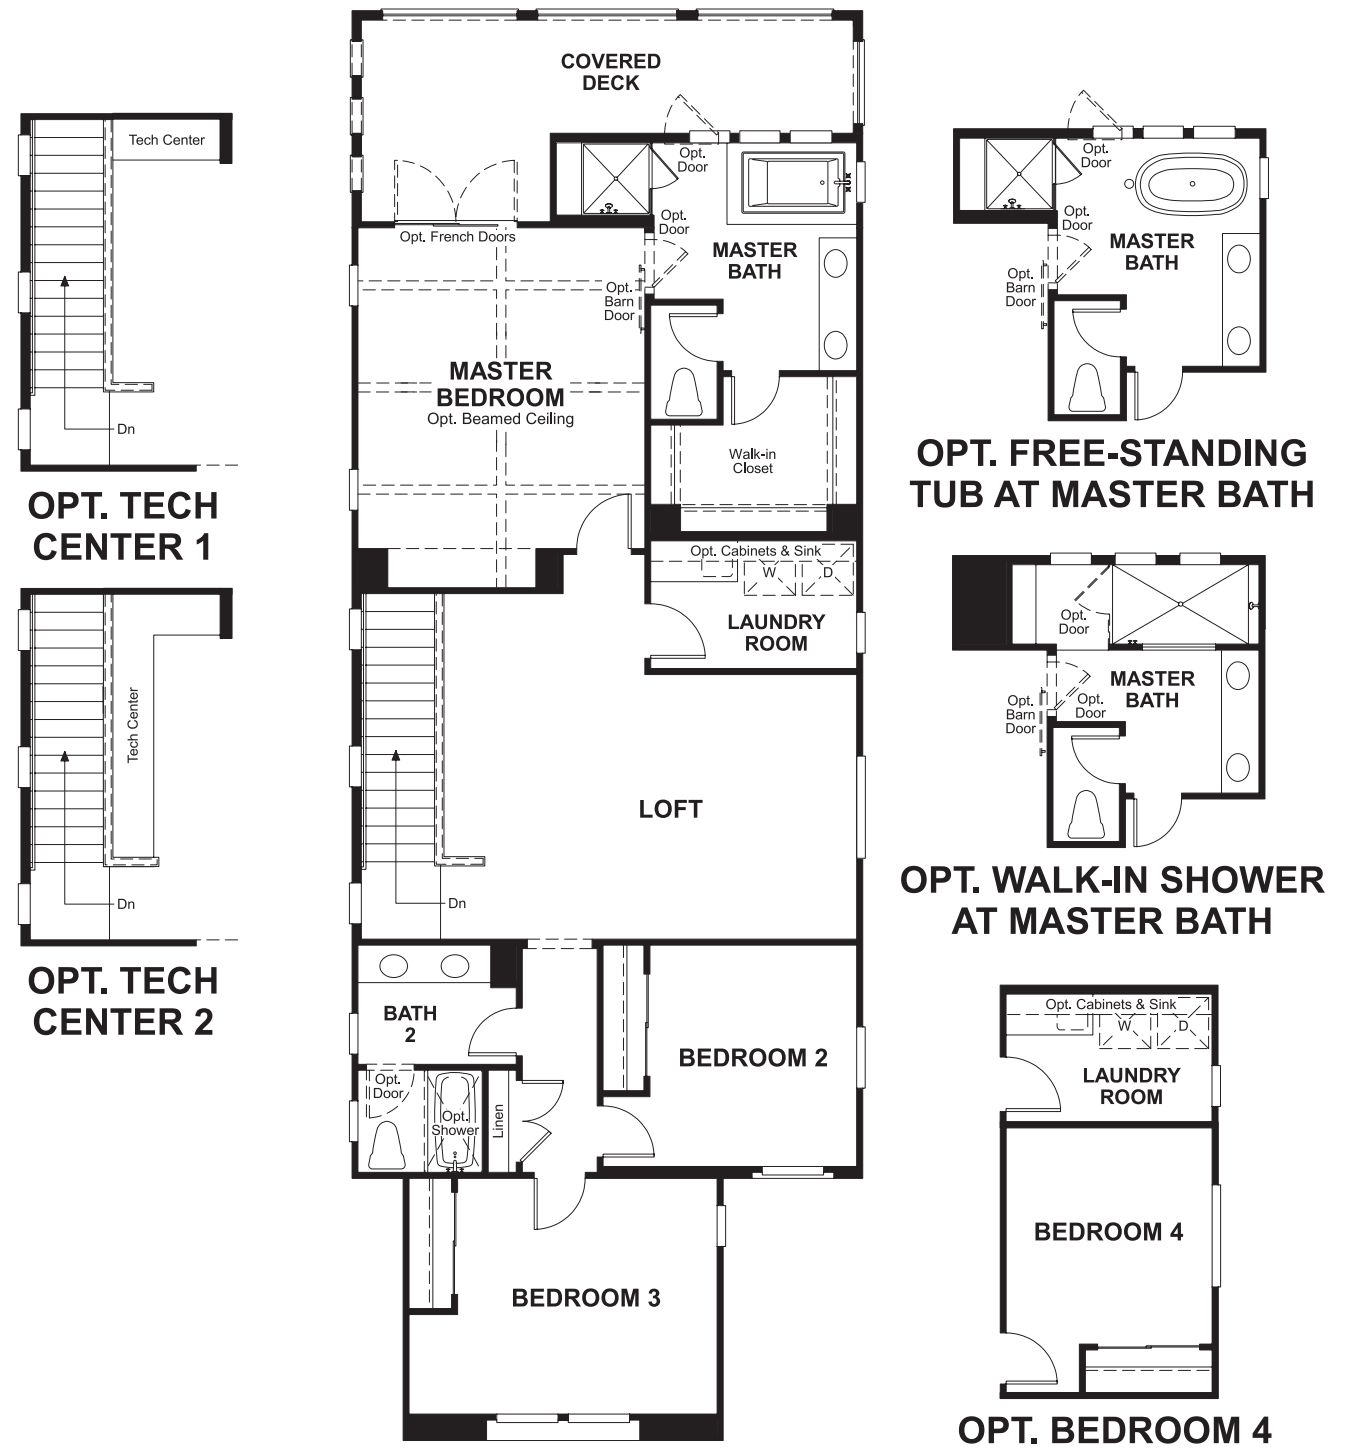 COVERED
DECK
Opt.
Door
Opt.
Door
Opt. French Doors
MASTER
BATH
Opt.
Barn
Door
MASTER
BEDROOM
Opt. Beamed Ceiling
Walk-in
Closet
Opt. Cabinets & Sink
W
D
LAUNDRY
ROOM
LOFT
Dn
BATH
2
BEDROOM 2
Opt.
Door
Opt.
Shower
Linen
BEDROOM 3
Tech Center
Dn
OPT. TECH
CENTER 1
Tech Center
Dn
OPT. TECH
CENTER 2
Opt.
Door
Opt.
Door
MASTER
BATH
Opt.
Barn
Door
OPT. FREE-STANDING
TUB AT MASTER BATH
Opt.
Door
MASTER
BATH
Opt.
Door
Opt.
Barn
Door
OPT. WALK-IN SHOWER
AT MASTER BATH
Opt. Cabinets & Sink
W
D
LAUNDRY
ROOM
BEDROOM 4
OPT. BEDROOM 4